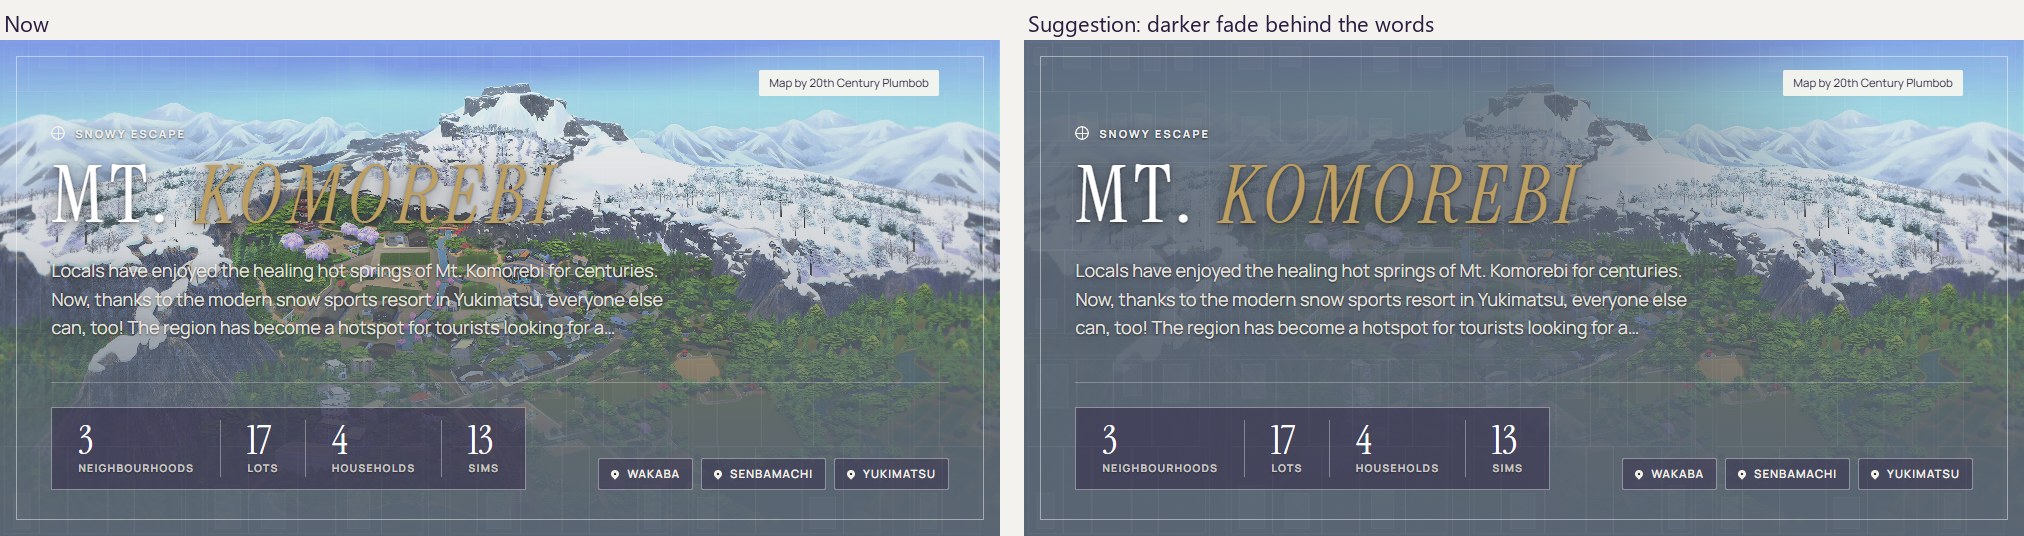 Now
Map by 20th Century Plumbob
SNOWY ESCAPE
MT. KOMOREBI
Locals have enjoyed the healing hot springs of Mt. Komorebi for centuries.
Now, thanks to the modern snow sports resort in Yukimatsu, everyone else
can, too! The region has become a hotspot for tourists looking for a...
3
NEIGHBOURHOODS
17
LOTS
4
HOUSEHOLDS
13
SIMS
WAKABA
SENBAMACHI
YUKIMATSU
Suggestion: darker fade behind the words
Map by 20th Century Plumbob
SNOWY ESCAPE
MT. KOMOREBI
Locals have enjoyed the healing hot springs of Mt. Komorebi for centuries.
Now, thanks to the modern snow sports resort in Yukimatsu, everyone else
can, too! The region has become a hotspot for tourists looking for a...
3
NEIGHBOURHOODS
17
LOTS
4
HOUSEHOLDS
13
SIMS
WAKABA
SENBAMACHI
YUKIMATSU